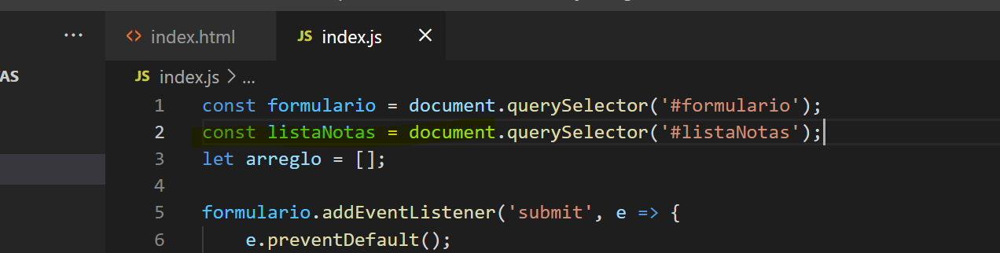 ... <> index.html JS index.js ×
AS JS index.js > ...
1 const formulario = document.querySelector('#formulario');
2 const listaNotas = document.querySelector('#listaNotas');
3 let arreglo = [];
4
5 formulario.addEventListener('submit', e => {
6 e.preventDefault();